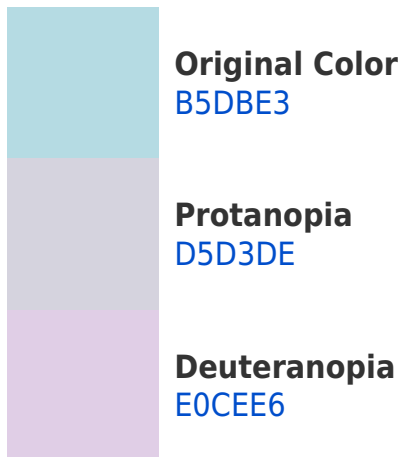 Original Color
B5DBE3
Protanopia
D5D3DE
Deuteranopia
E0CEE6